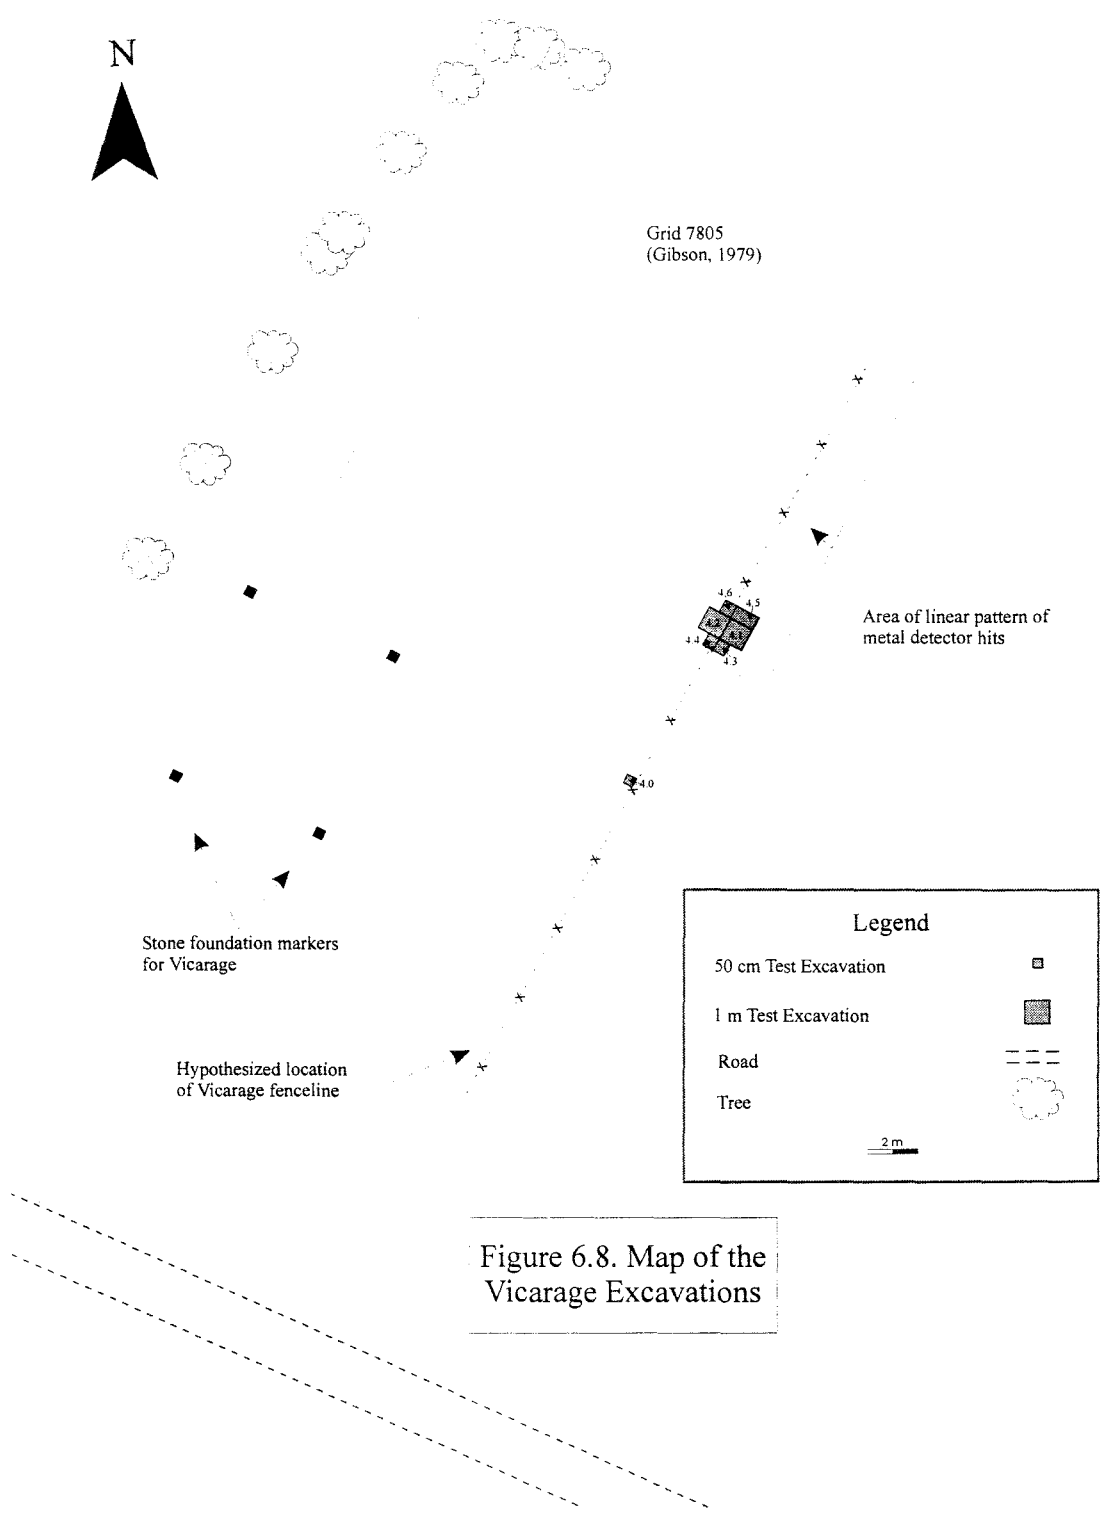 N
Grid 7805
(Gibson, 1979)
4.6
4.5
4.2
4.1
4.4
4.3
Area of linear pattern of
metal detector hits
4.0
Stone foundation markers
for Vicarage
Hypothesized location
of Vicarage fenceline
Legend
50 cm Test Excavation
1 m Test Excavation
Road
Tree
2 m
Figure 6.8. Map of the
Vicarage Excavations